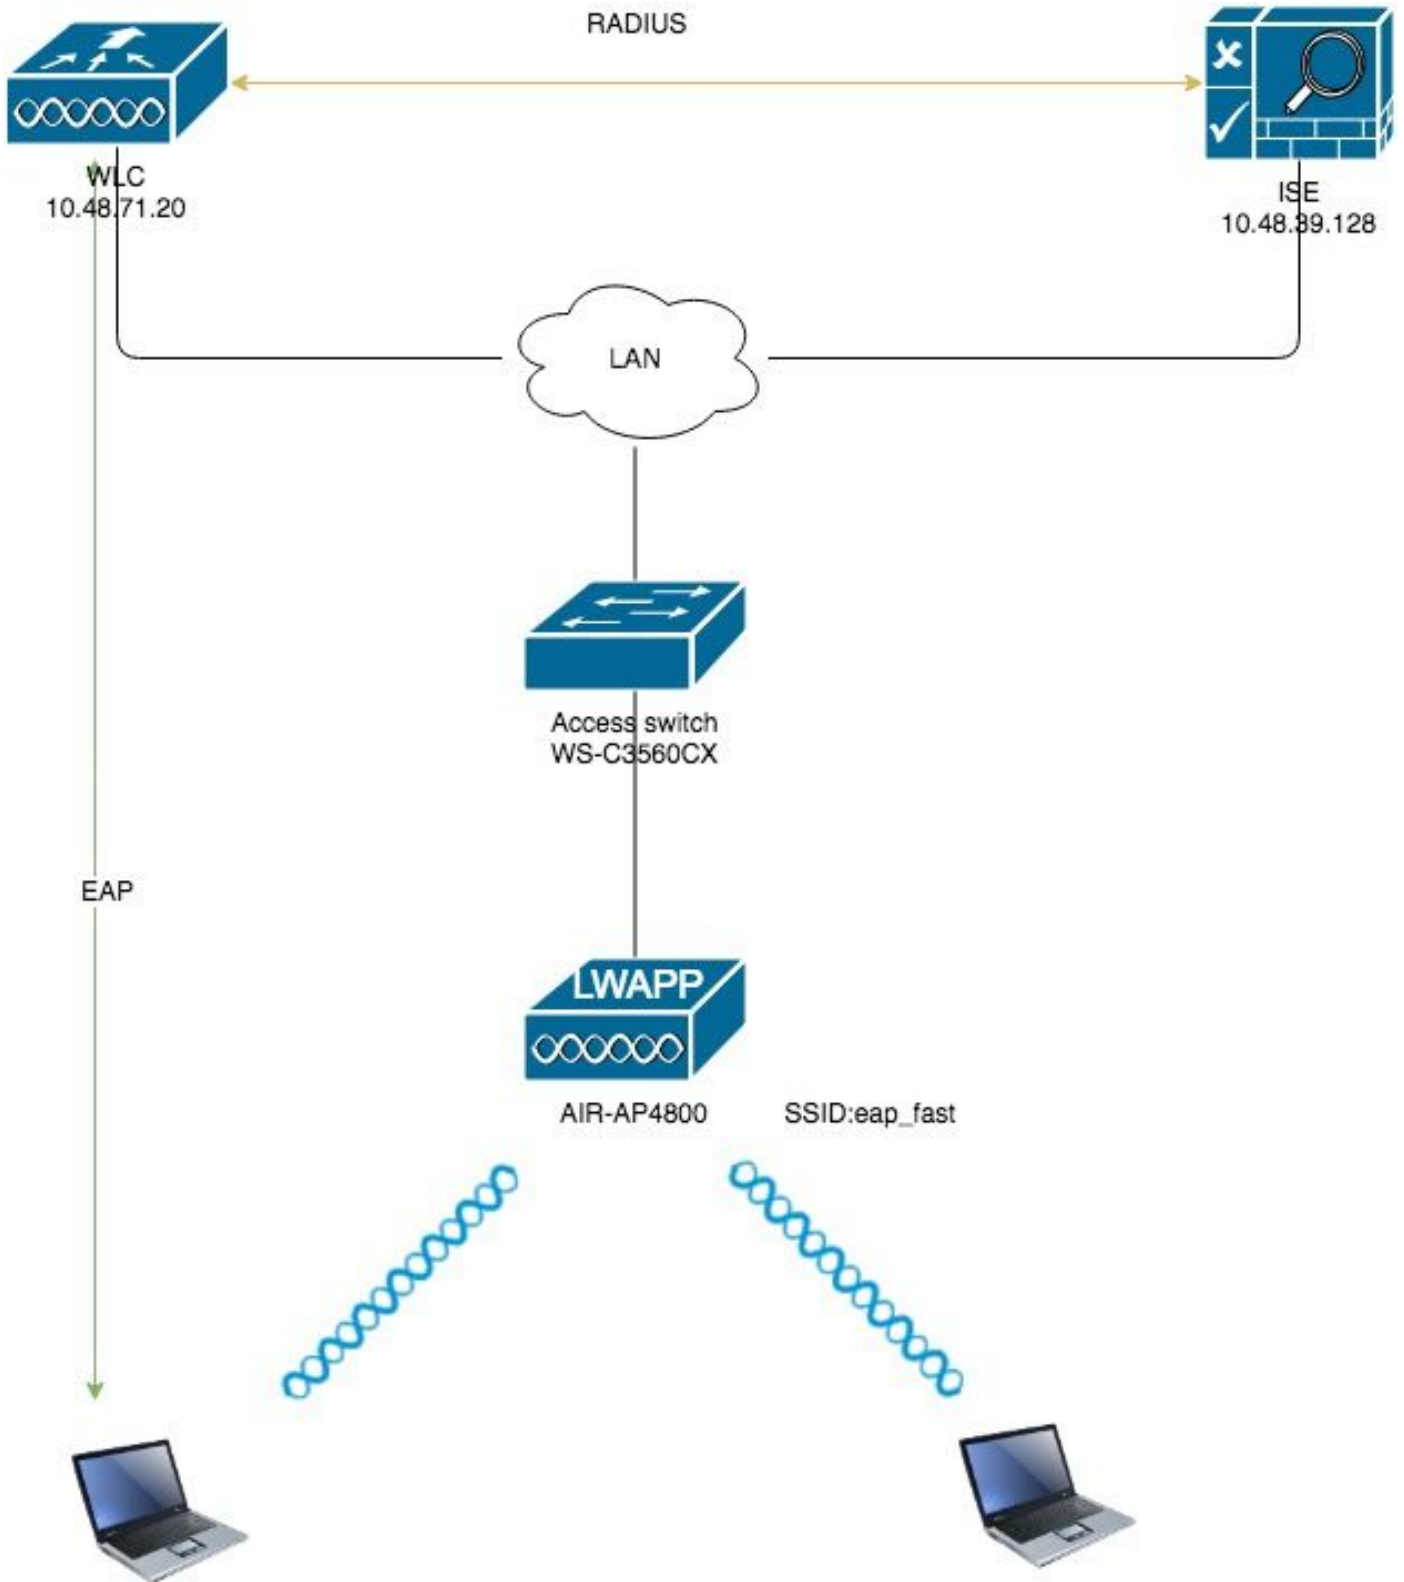 RADIUS
WLC
10.48.71.20
ISE
10.48.39.128
LAN
Access switch
WS-C3560CX
EAP
LWAPP
AIR-AP4800
SSID:eap_fast